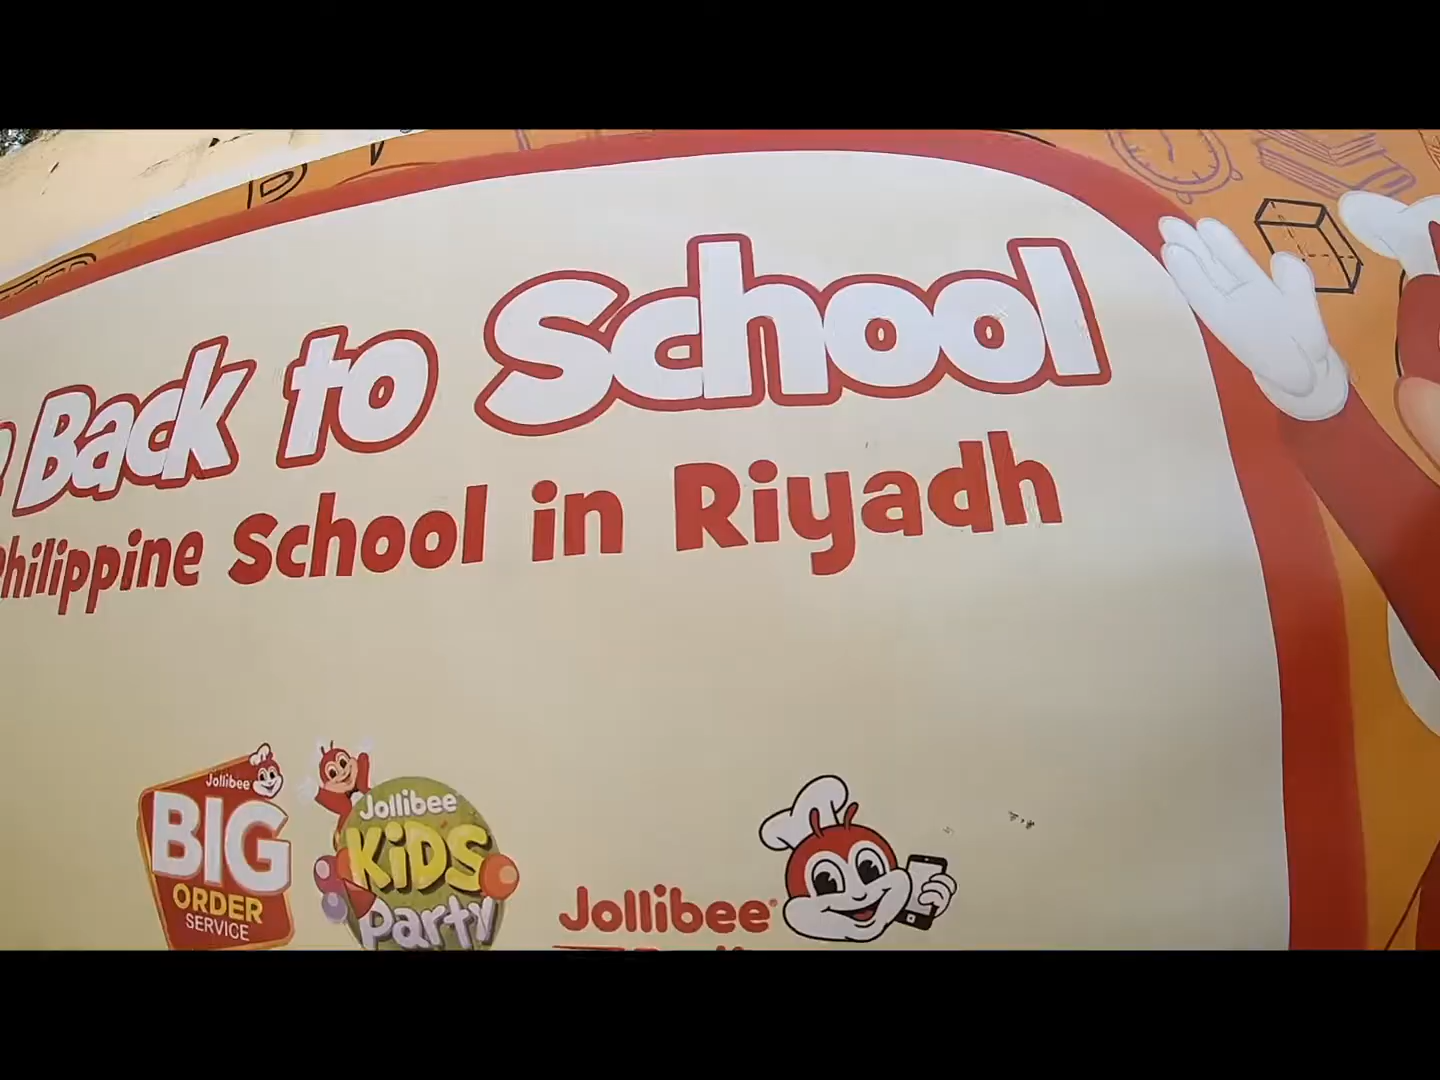 Back to School
Philippine School in Riyadh
Jollibee
BIG
ORDER
SERVICE
Jollibee
KiDS
Party
Jollibee